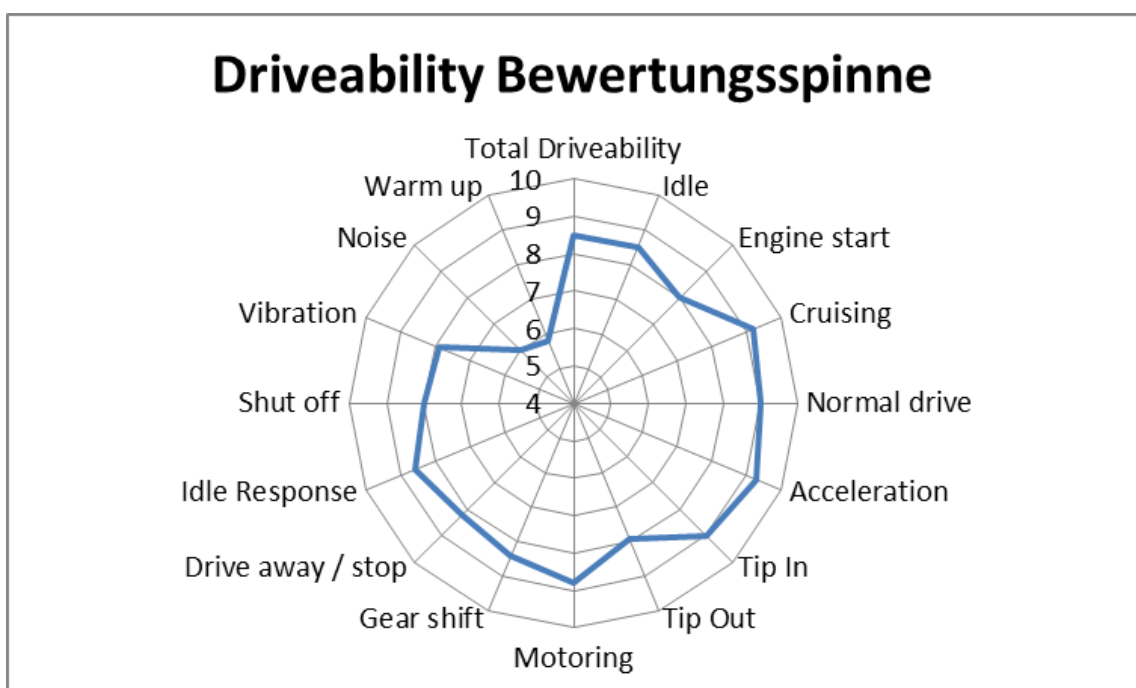 Driveability Bewertungsspinne
Total Driveability
Idle
Engine start
Cruising
Normal drive
Acceleration
Tip In
Tip Out
Motoring
Gear shift
Drive away / stop
Idle Response
Shut off
Vibration
Noise
Warm up
10
9
8
7
6
5
4